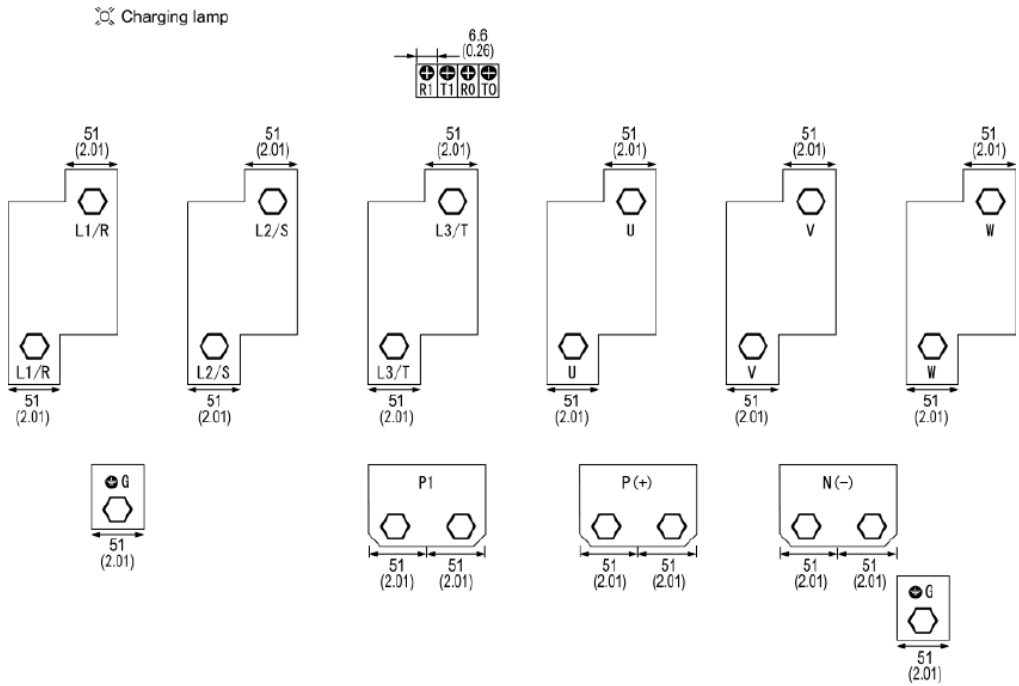 Charging lamp
6.6
(0.26)
R1 T1 R0 T0
51 51 51 51 51 51
(2.01) (2.01) (2.01) (2.01) (2.01) (2.01)
L1/R L2/S L3/T U V W
L1/R L2/S L3/T U V W
51 51 51 51 51 51
(2.01) (2.01) (2.01) (2.01) (2.01) (2.01)
G P1 P(+) N(-)
51 51 51 51 51 51 51
(2.01) (2.01) (2.01) (2.01) (2.01) (2.01) (2.01)
G
51
(2.01)